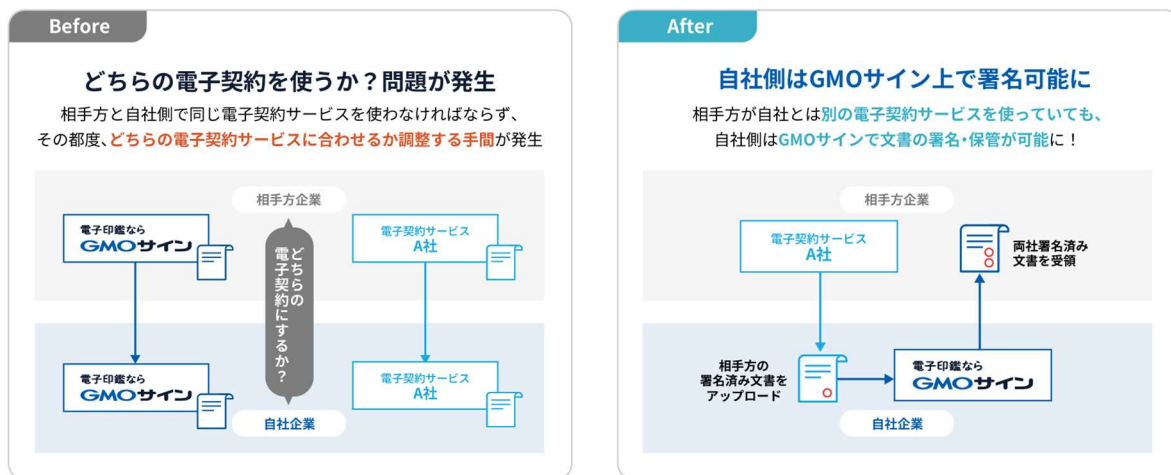 Before
どちらの電子契約を使うか？問題が発生
相手方と自社側で同じ電子契約サービスを使わなければならず、
その都度、どちらの電子契約サービスに合わせるか調整する手間が発生
相手方企業
電子印鑑なら
GMOサイン
電子契約サービス
A社
どちらの
電子契約にするか？
電子印鑑なら
GMOサイン
電子契約サービス
A社
自社企業
After
自社側はGMOサイン上で署名可能に
相手方が自社とは別の電子契約サービスを使っていても、
自社側はGMOサインで文書の署名・保管が可能に！
相手方企業
電子契約サービス
A社
両社署名済み
文書を受領
相手方の
署名済み文書を
アップロード
電子印鑑なら
GMOサイン
自社企業